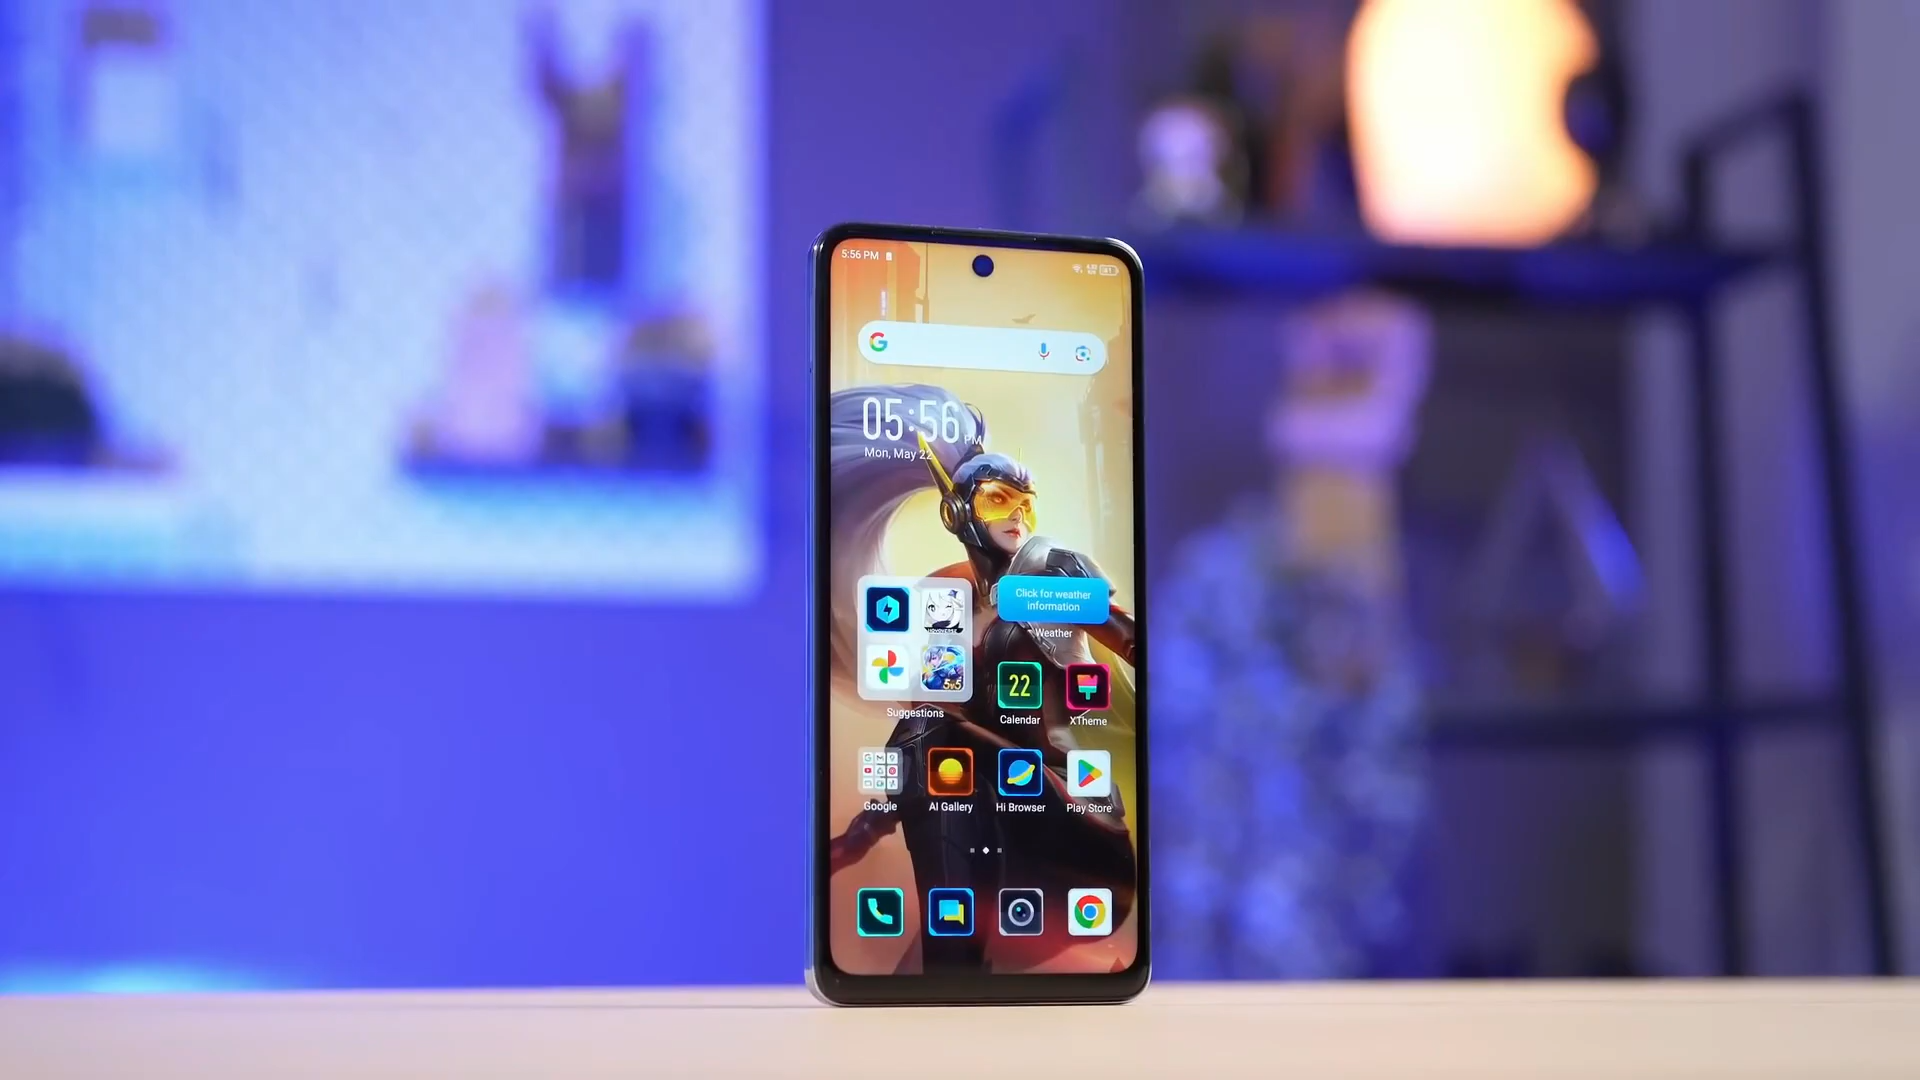 5:56 PM
05:56 PM
Mon, May 22
Click for weather
information
Weather
5v5
Suggestions
22
Calendar
XTheme
Google
AI Gallery
Hi Browser
Play Store